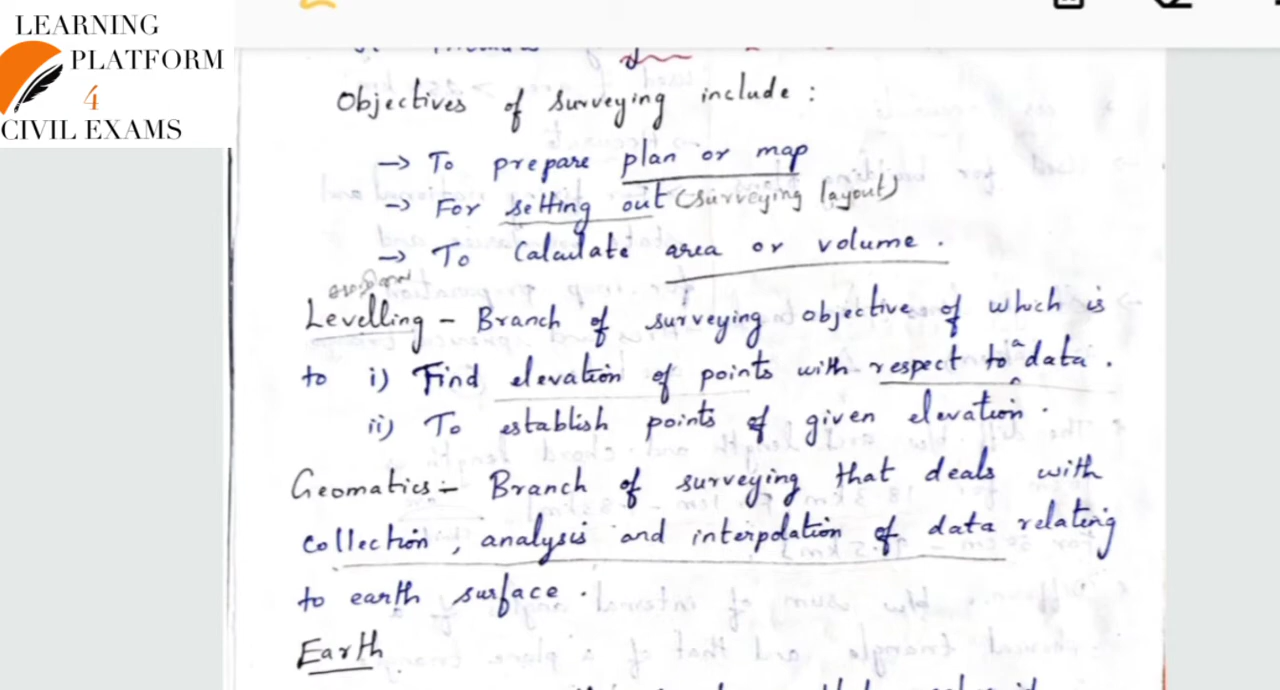 LEARNING
PLATFORM
4
CIVIL EXAMS
Objectives of surveying include :
→ To prepare plan or map
→ For setting out (surveying layout)
→ To Calculate area or volume .
Levelling - Branch of surveying objective of which is
to i) Find elevation of points with respect to a data .
ii) To establish points of given elevation .
Geomatics :- Branch of surveying that deals with
collection , analysis and interpolation of data relating
to earth surface .
Earth